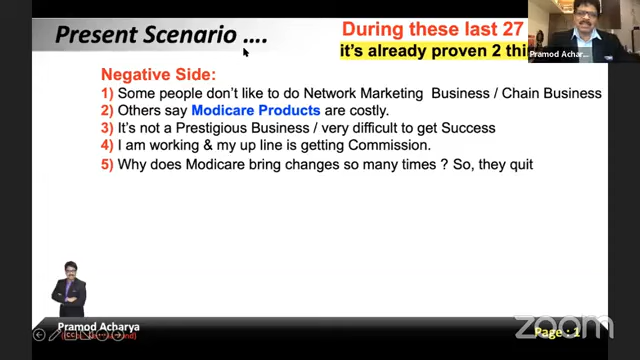 Present Scenario ....
During these last 27
it's already proven 2 thi
Pramod Achar...
Negative Side:
1) Some people don't like to do Network Marketing Business / Chain Business
2) Others say Modicare Products are costly.
3) It's not a Prestigious Business / very difficult to get Success
4) I am working & my up line is getting Commission.
5) Why does Modicare bring changes so many times ? So, they quit
Pramod Acharya
zoom
Page : 1